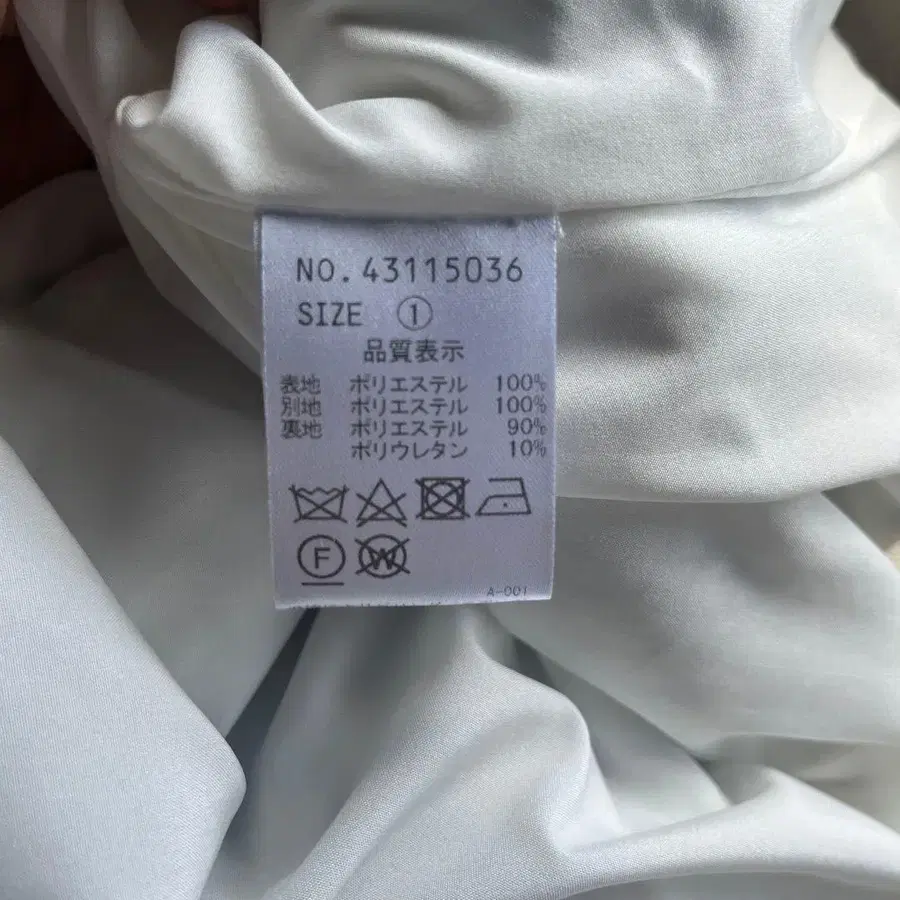 NO.43115036
SIZE ①
品質表示
表地 ポリエステル 100%
別地 ポリエステル 100%
裏地 ポリエステル 90%
ポリウレタン 10%
F W
A-001